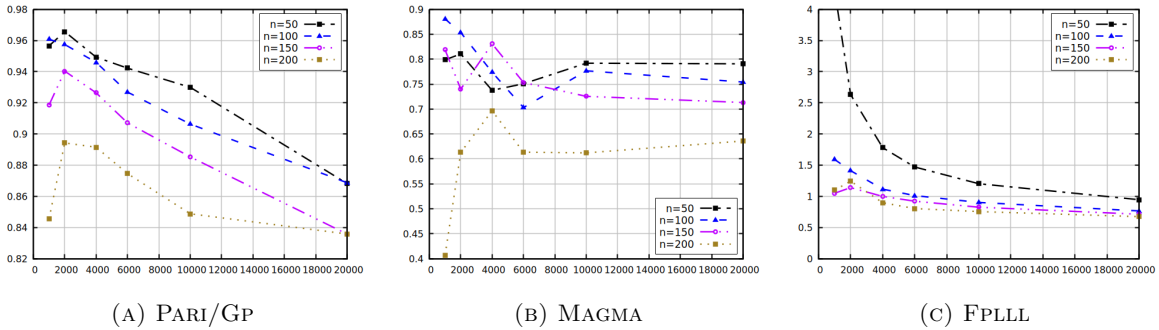 0.98
0.96
0.94
0.92
0.9
0.88
0.86
0.84
0.82
0 2000 4000 6000 8000 10000 12000 14000 16000 18000 20000
n=50
n=100
n=150
n=200
(A) PARI/GP
0.9
0.85
0.8
0.75
0.7
0.65
0.6
0.55
0.5
0.45
0.4
0 2000 4000 6000 8000 10000 12000 14000 16000 18000 20000
n=50
n=100
n=150
n=200
(B) MAGMA
4
3.5
3
2.5
2
1.5
1
0.5
0
0 2000 4000 6000 8000 10000 12000 14000 16000 18000 20000
n=50
n=100
n=150
n=200
(C) FPLLL